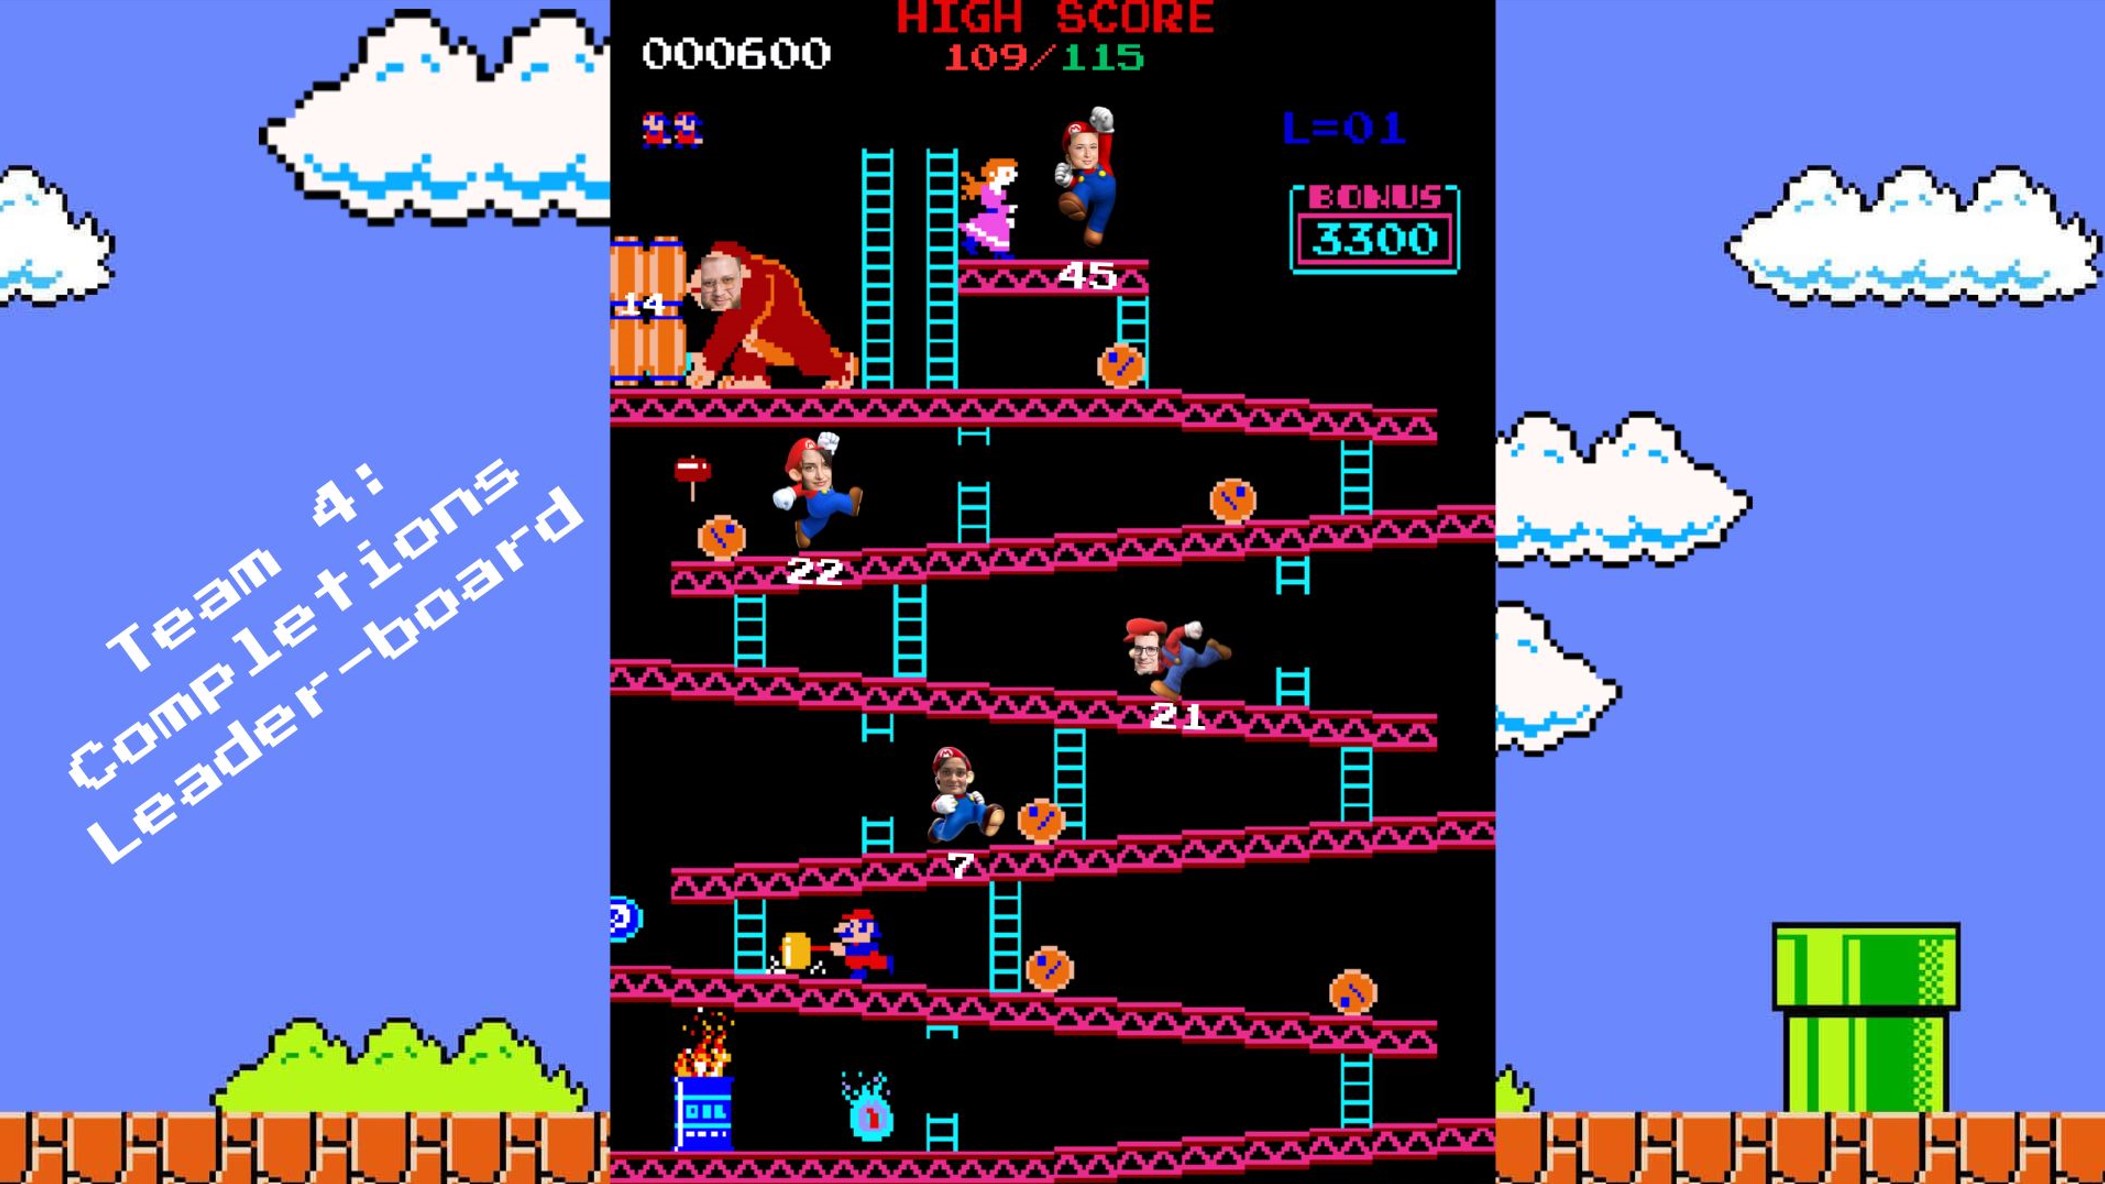 HIGH SCORE
000600
109/115
L=01
BONUS
3300
45
14
Team 4:
Completions
Leader-board
22
21
7
OIL